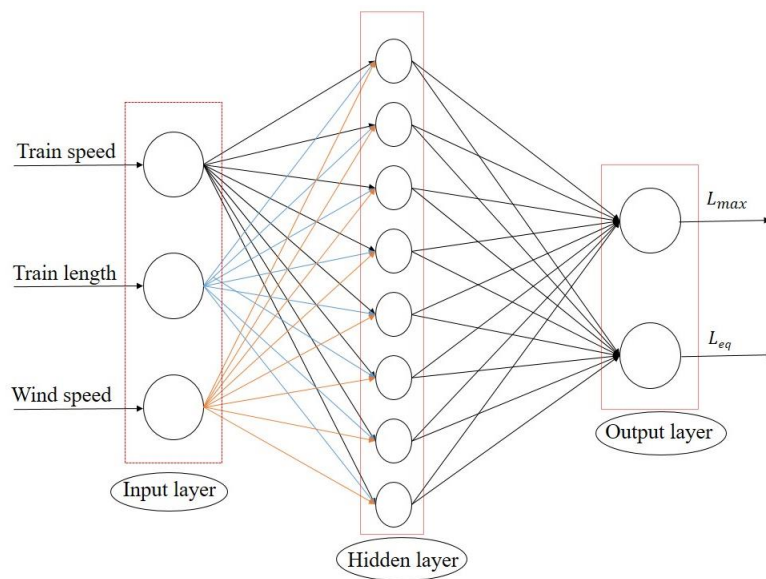 Train speed
Train length
Wind speed
Input layer
Hidden layer
L_max
L_eq
Output layer